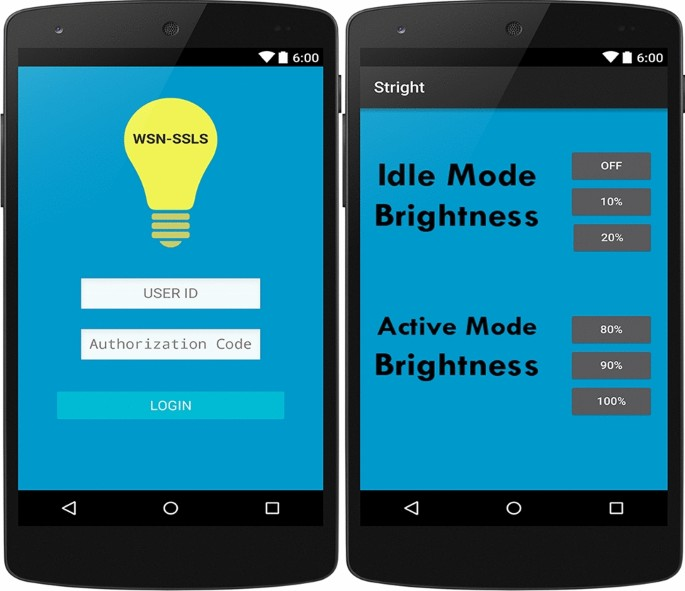 6:00
WSN-SSLS
USER ID
Authorization Code
LOGIN
6:00
Stright
Idle Mode
Brightness
OFF
10%
20%
Active Mode
Brightness
80%
90%
100%